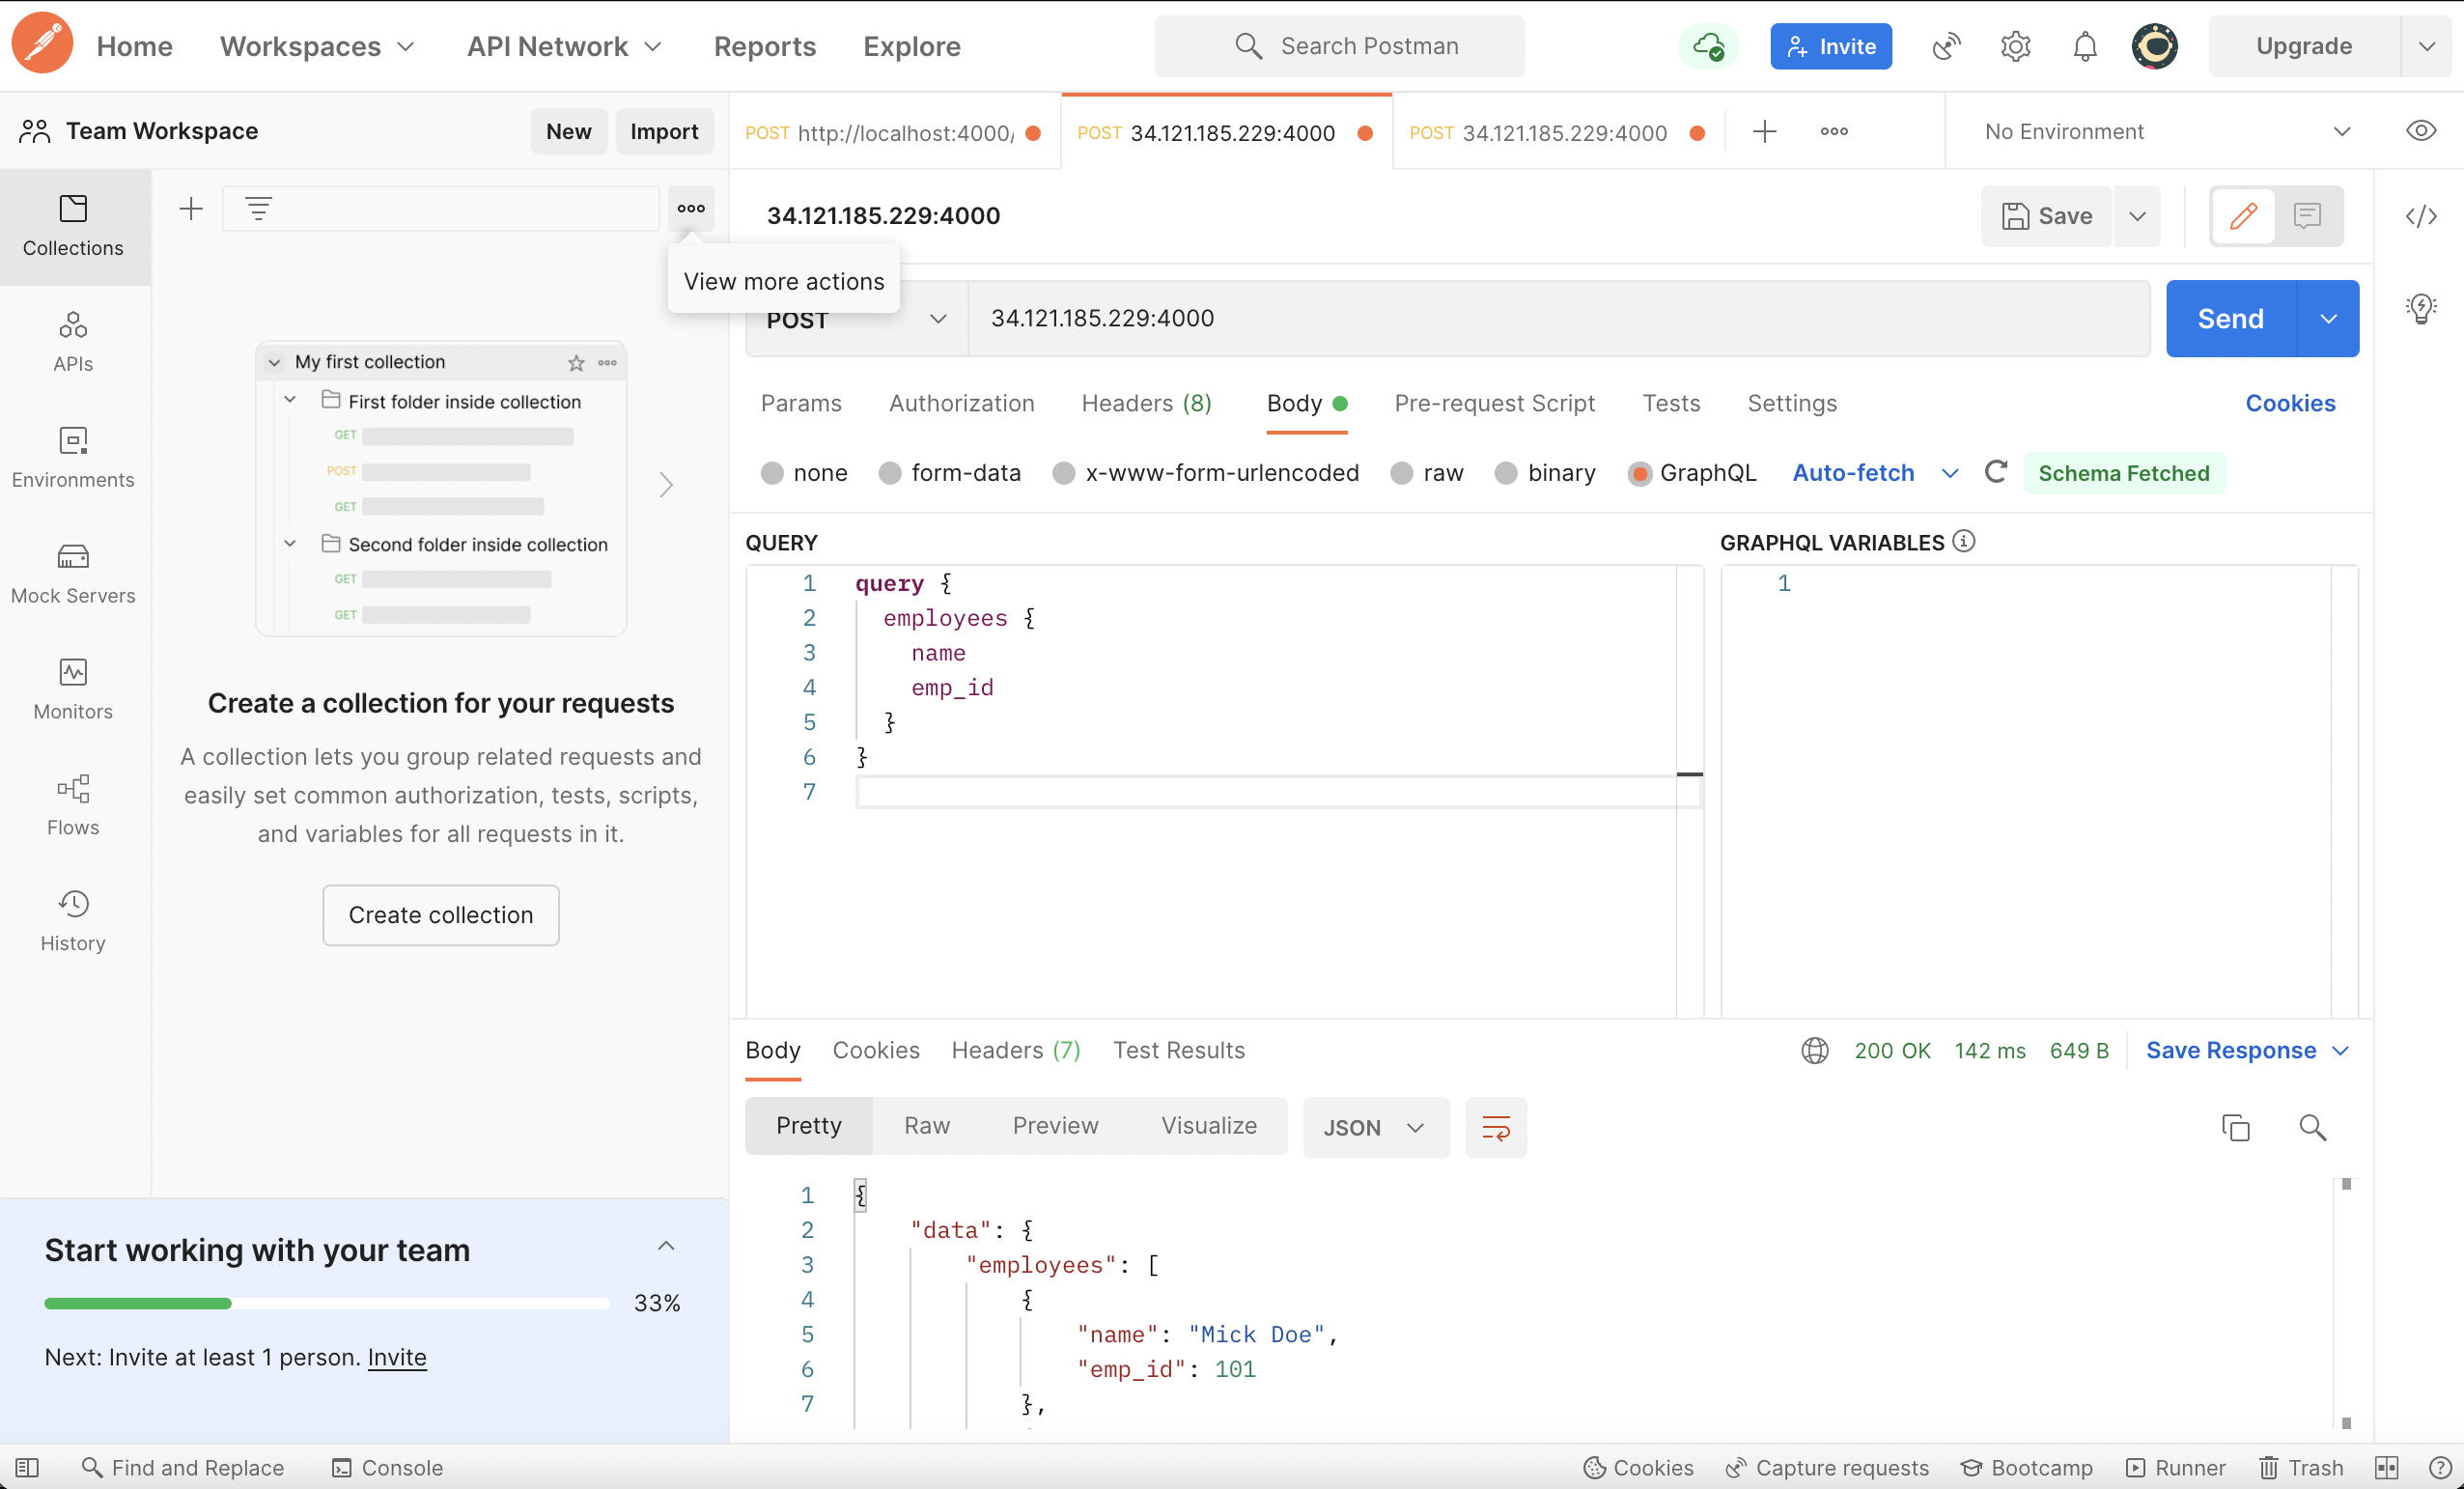 Home Workspaces API Network Reports Explore Search Postman Invite Upgrade
Team Workspace New Import
POST http://localhost:4000/ POST 34.121.185.229:4000 POST 34.121.185.229:4000 No Environment
Collections
APIs
Environments
Mock Servers
Monitors
Flows
History
View more actions
My first collection
First folder inside collection
GET
POST
GET
Second folder inside collection
GET
GET
Create a collection for your requests
A collection lets you group related requests and
easily set common authorization, tests, scripts,
and variables for all requests in it.
Create collection
Start working with your team
33%
Next: Invite at least 1 person. Invite
34.121.185.229:4000 Save
POST 34.121.185.229:4000 Send
Params Authorization Headers (8) Body Pre-request Script Tests Settings Cookies
none form-data x-www-form-urlencoded raw binary GraphQL Auto-fetch Schema Fetched
QUERY
1 query {
2 employees {
3 name
4 emp_id
5 }
6 }
7
GRAPHQL VARIABLES
1
Body Cookies Headers (7) Test Results 200 OK 142 ms 649 B Save Response
Pretty Raw Preview Visualize JSON
1 {
2 "data": {
3 "employees": [
4 {
5 "name": "Mick Doe",
6 "emp_id": 101
7 },
Find and Replace Console Cookies Capture requests Bootcamp Runner Trash